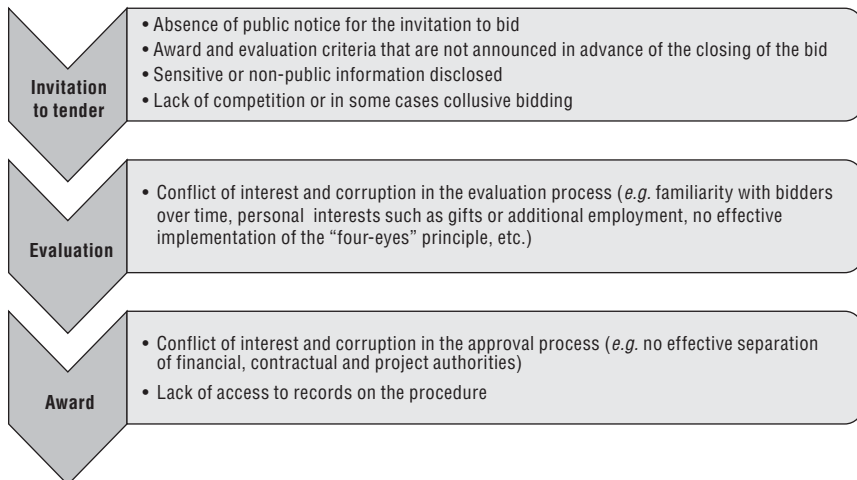 Invitation
to tender
• Absence of public notice for the invitation to bid
• Award and evaluation criteria that are not announced in advance of the closing of the bid
• Sensitive or non-public information disclosed
• Lack of competition or in some cases collusive bidding
Evaluation
• Conflict of interest and corruption in the evaluation process (e.g. familiarity with bidders
over time, personal interests such as gifts or additional employment, no effective
implementation of the “four-eyes” principle, etc.)
Award
• Conflict of interest and corruption in the approval process (e.g. no effective separation
of financial, contractual and project authorities)
• Lack of access to records on the procedure